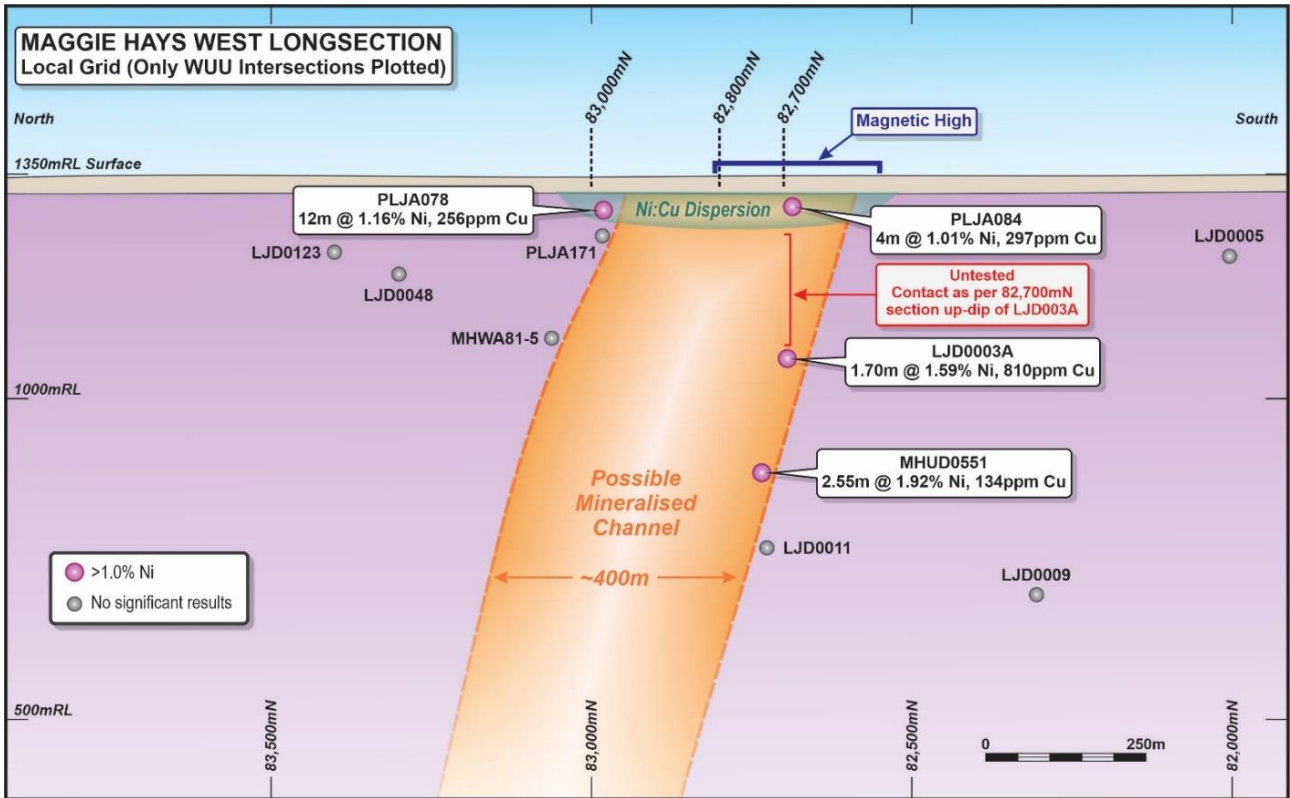 MAGGIE HAYS WEST LONGSECTION
Local Grid (Only WUU Intersections Plotted)
83,000mN
82,800mN
82,700mN
North
Magnetic High
South
1350mRL Surface
PLJA078
12m @ 1.16% Ni, 256ppm Cu
Ni:Cu Dispersion
PLJA084
4m @ 1.01% Ni, 297ppm Cu
LJD0005
LJD0123
PLJA171
LJD0048
Untested
Contact as per 82,700mN
section up-dip of LJD003A
MHWA81-5
LJD0003A
1.70m @ 1.59% Ni, 810ppm Cu
1000mRL
MHUD0551
2.55m @ 1.92% Ni, 134ppm Cu
Possible
Mineralised
Channel
LJD0011
~400m
LJD0009
>1.0% Ni
No significant results
500mRL
83,500mN
83,000mN
82,500mN
82,000mN
0
250m